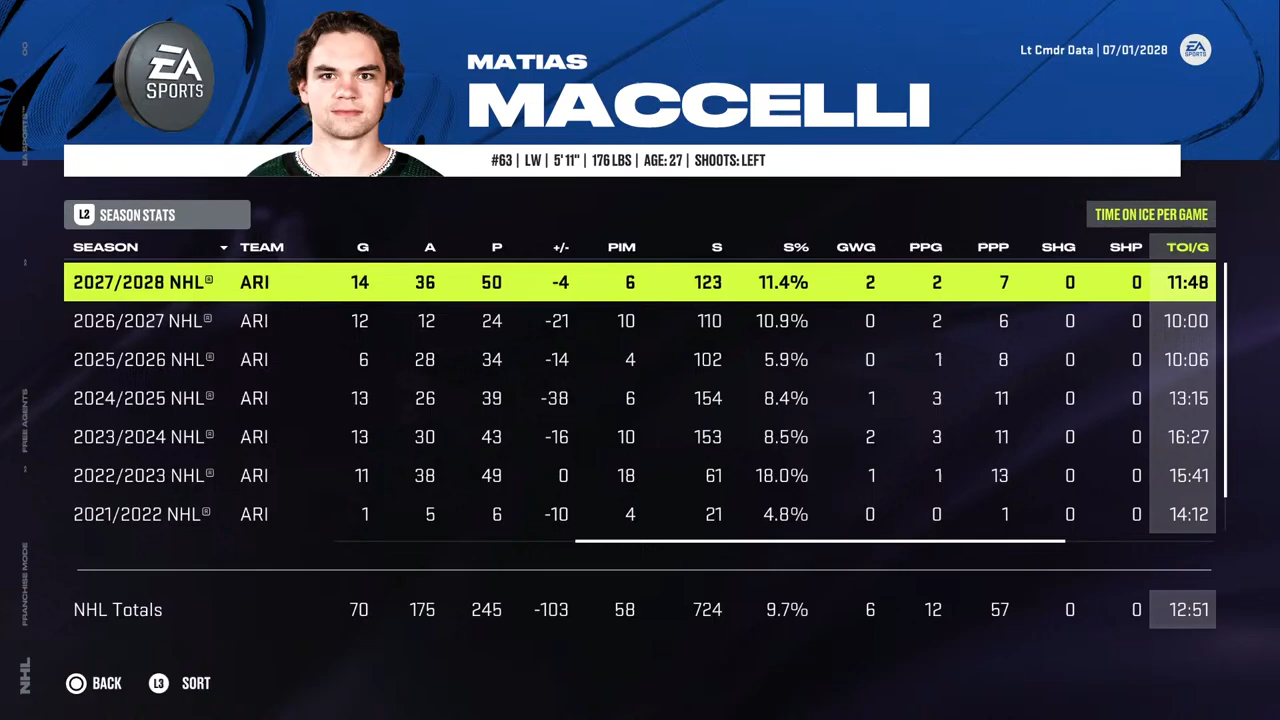 EA
SPORTS
MATIAS
MACCELLI
Lt Cmdr Data | 07/01/2028
EA
SPORTS
#63 | LW | 5' 11" | 176 LBS | AGE: 27 | SHOOTS: LEFT
L2 SEASON STATS
TIME ON ICE PER GAME
SEASON TEAM G A P +/- PIM S S% GWG PPG PPP SHG SHP TOI/G
2027/2028 NHL® ARI 14 36 50 -4 6 123 11.4% 2 2 7 0 0 11:48
2026/2027 NHL® ARI 12 12 24 -21 10 110 10.9% 0 2 6 0 0 10:00
2025/2026 NHL® ARI 6 28 34 -14 4 102 5.9% 0 1 8 0 0 10:06
2024/2025 NHL® ARI 13 26 39 -38 6 154 8.4% 1 3 11 0 0 13:15
2023/2024 NHL® ARI 13 30 43 -16 10 153 8.5% 2 3 11 0 0 16:27
2022/2023 NHL® ARI 11 38 49 0 18 61 18.0% 1 1 13 0 0 15:41
2021/2022 NHL® ARI 1 5 6 -10 4 21 4.8% 0 0 1 0 0 14:12
NHL Totals 70 175 245 -103 58 724 9.7% 6 12 57 0 0 12:51
BACK L3 SORT
NHL
FRANCHISE MODE
FREE AGENTS
EA SPORTS™